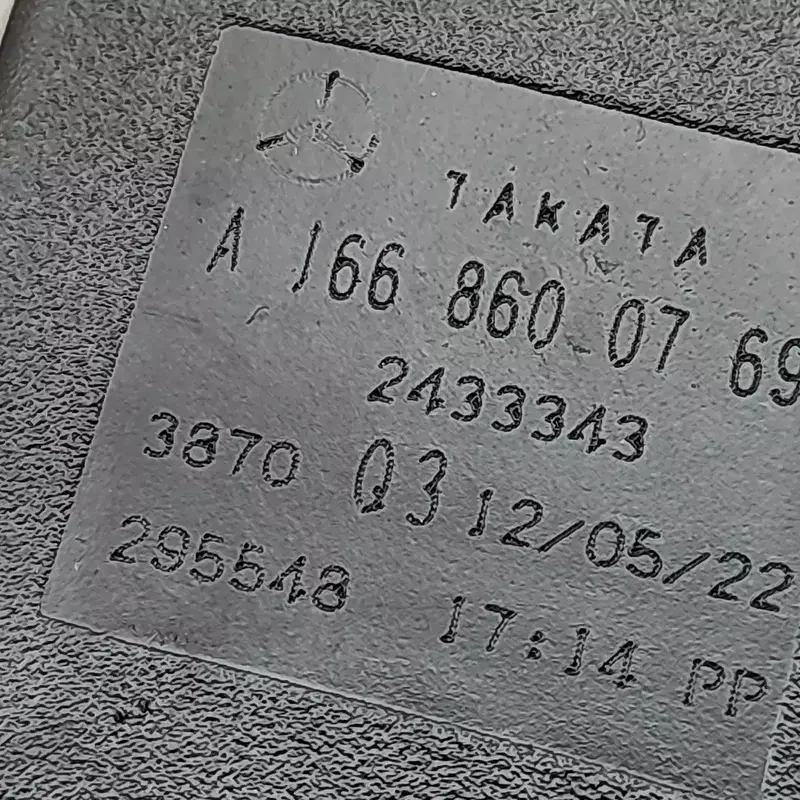 TAKATA
A 166 860 07 69
2433343
3870 Q3 12/05/22
295548 17:14 PP